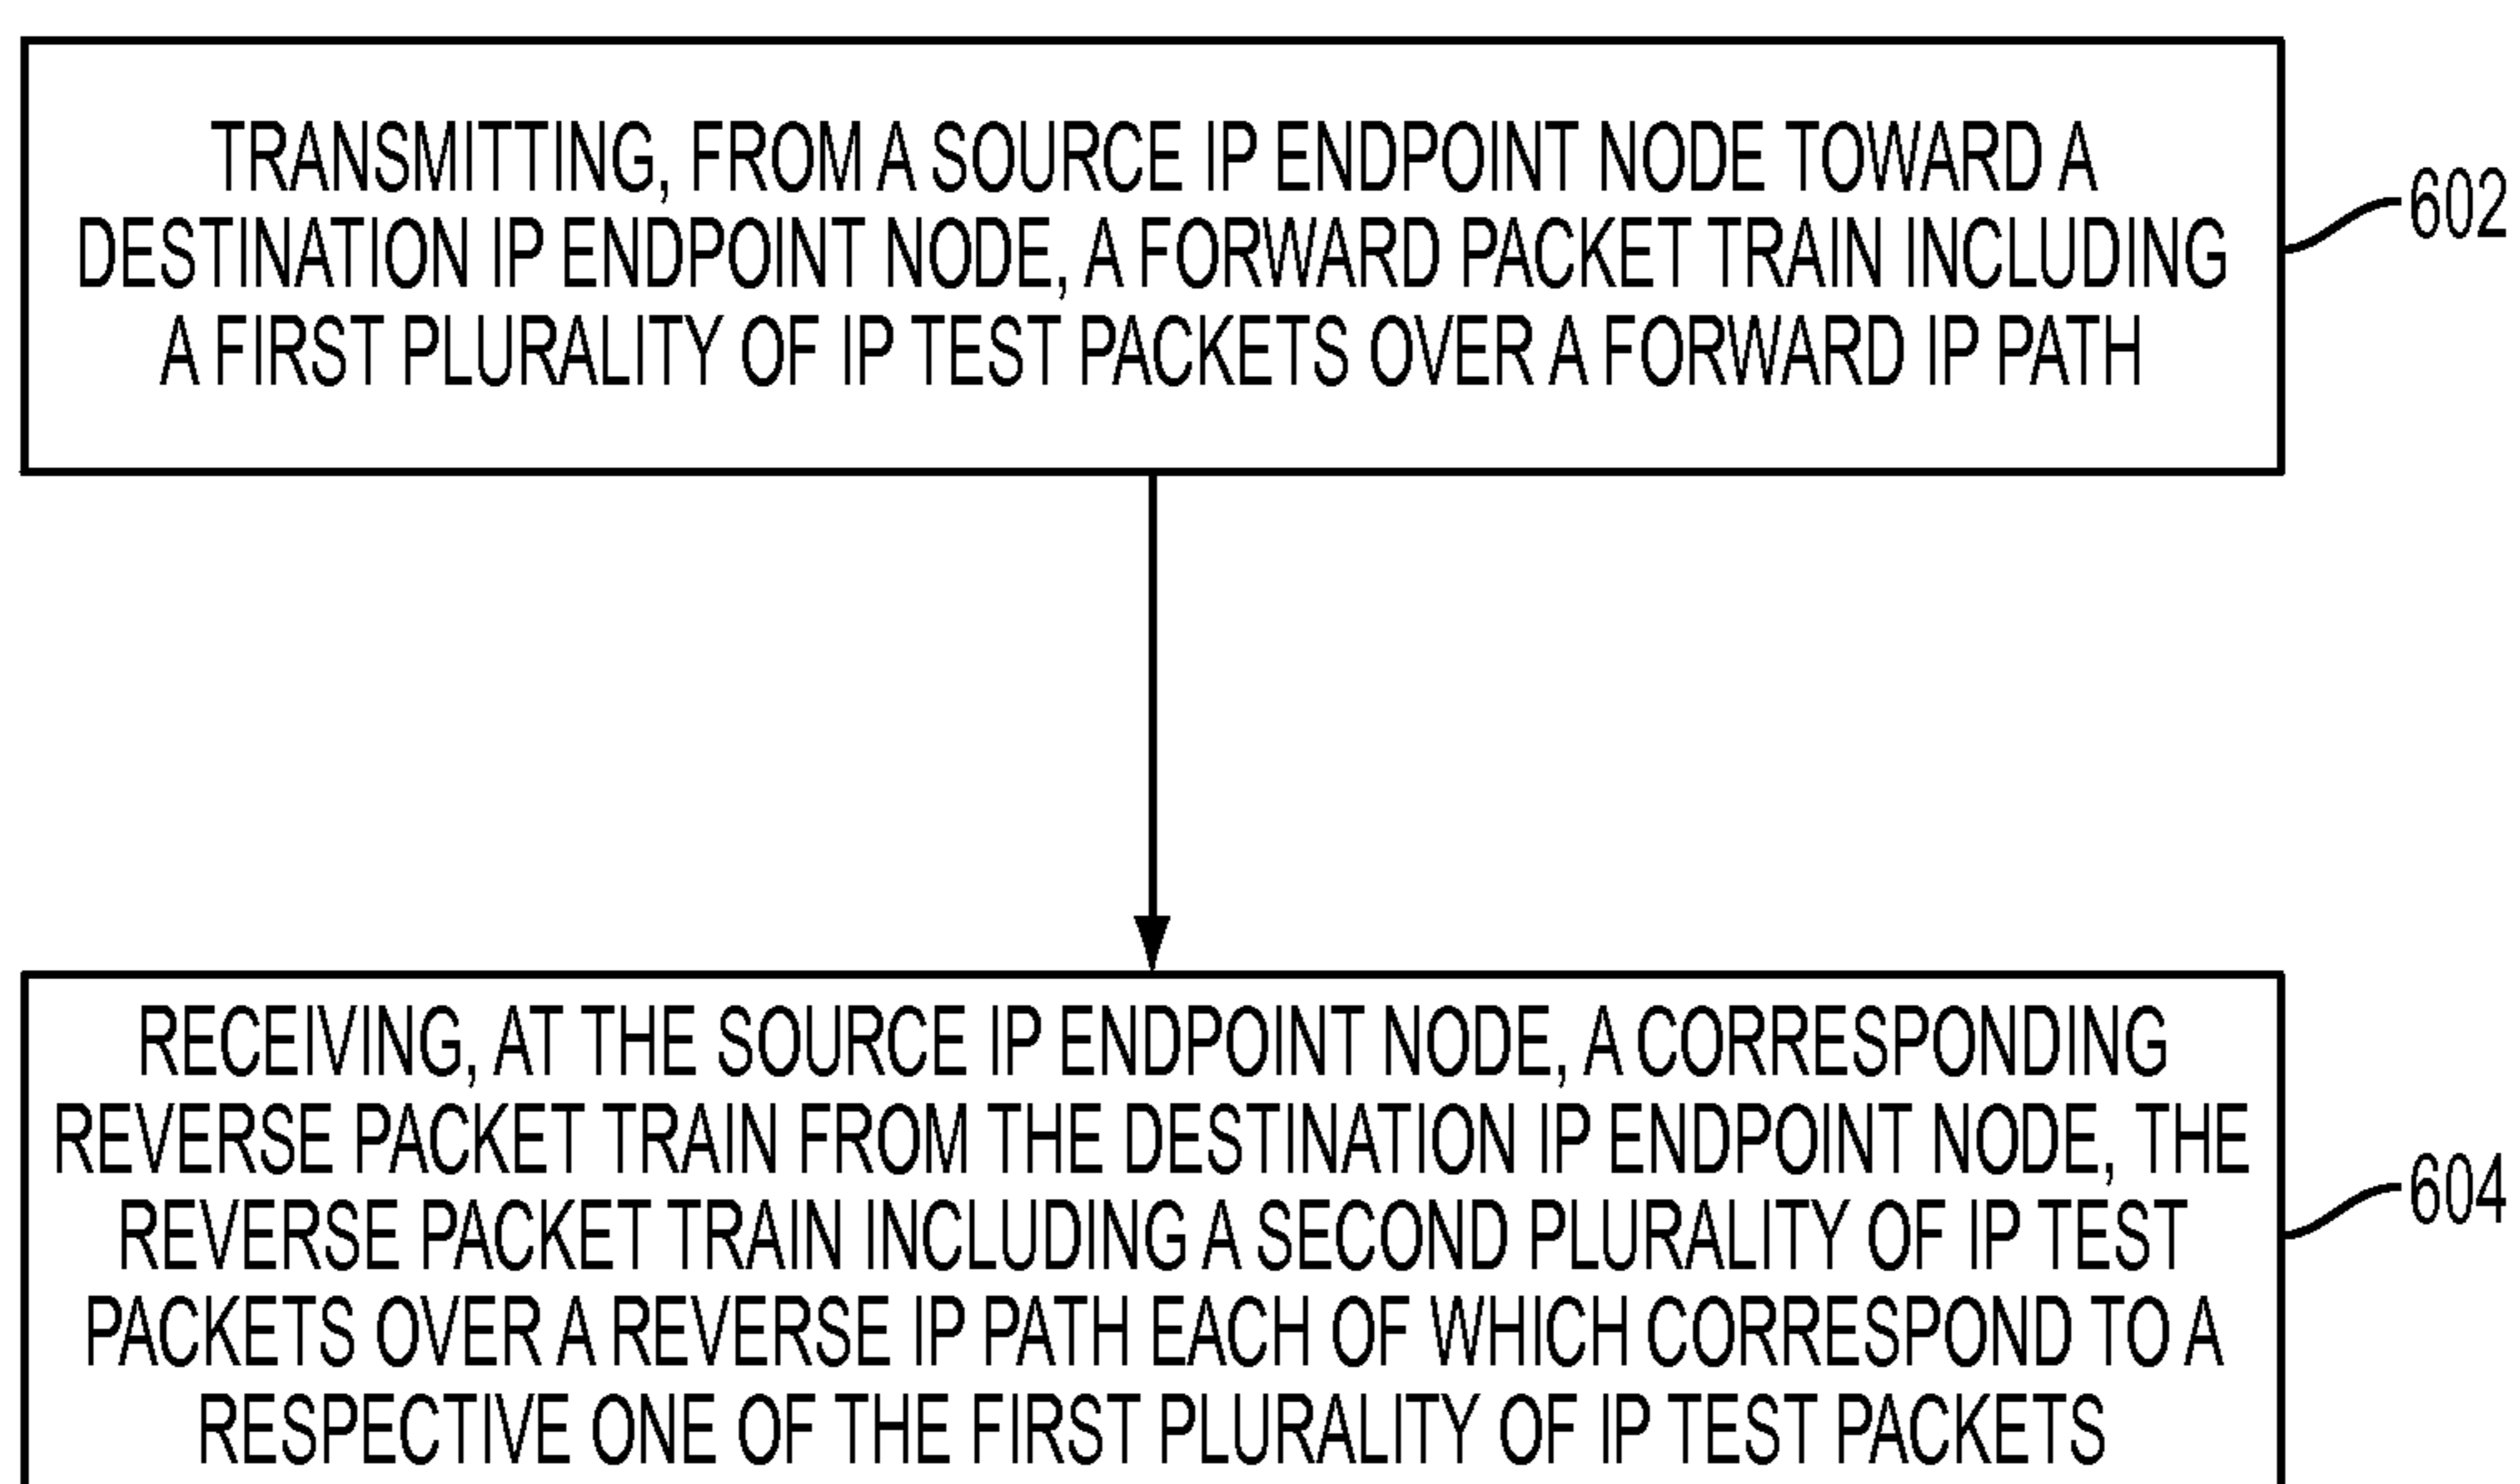 TRANSMITTING, FROM A SOURCE IP ENDPOINT NODE TOWARD A
DESTINATION IP ENDPOINT NODE, A FORWARD PACKET TRAIN INCLUDING
A FIRST PLURALITY OF IP TEST PACKETS OVER A FORWARD IP PATH
602
RECEIVING, AT THE SOURCE IP ENDPOINT NODE, A CORRESPONDING
REVERSE PACKET TRAIN FROM THE DESTINATION IP ENDPOINT NODE, THE
REVERSE PACKET TRAIN INCLUDING A SECOND PLURALITY OF IP TEST
PACKETS OVER A REVERSE IP PATH EACH OF WHICH CORRESPOND TO A
RESPECTIVE ONE OF THE FIRST PLURALITY OF IP TEST PACKETS
604